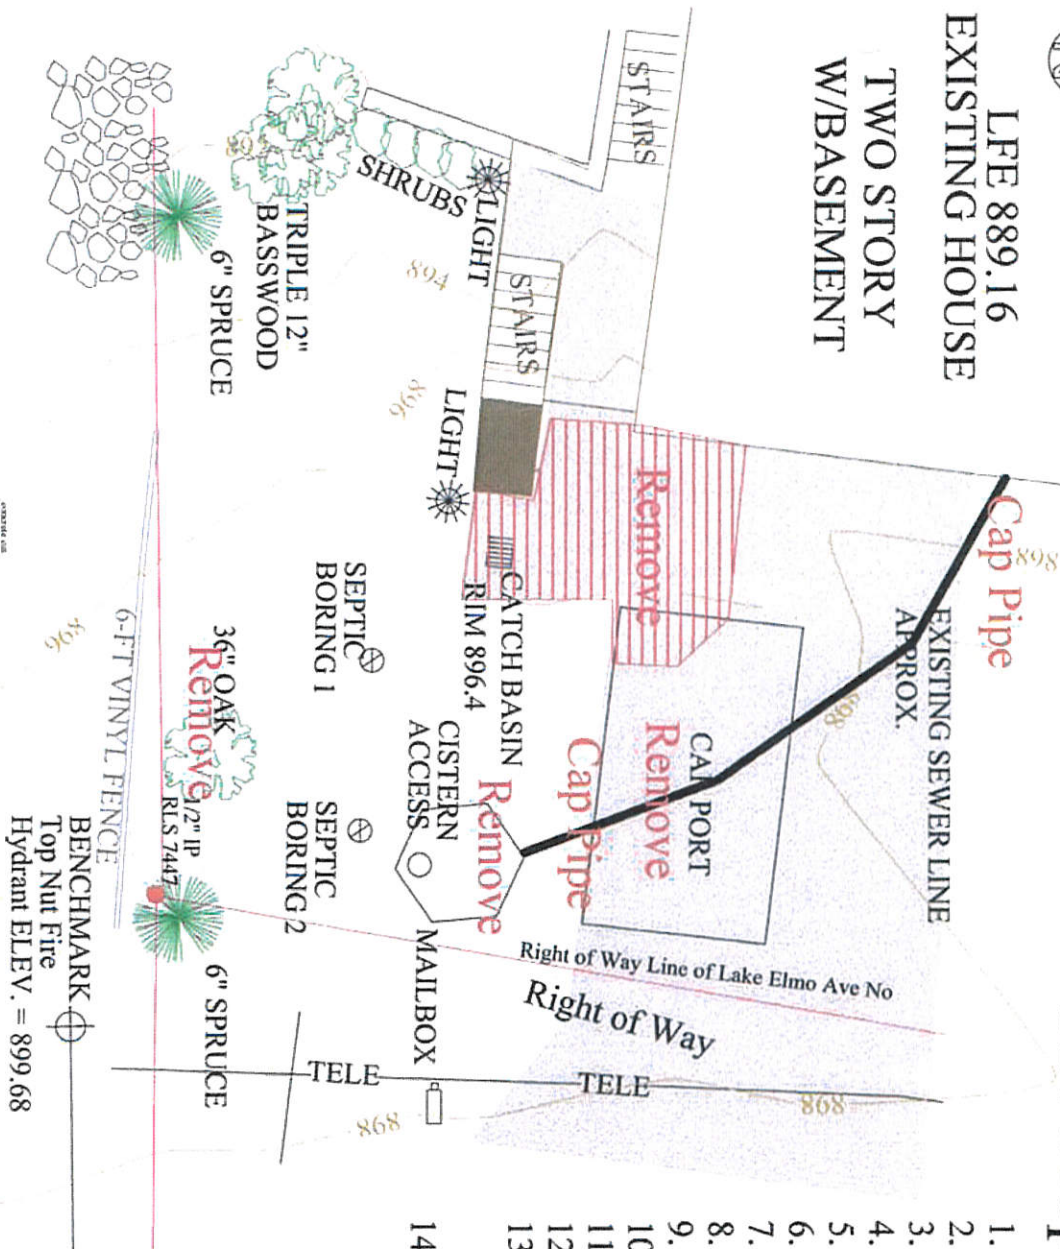 LFE 889.16
EXISTING HOUSE
TWO STORY
W/BASEMENT
STAIRS
SHRUBS
LIGHT
STAIRS
LIGHT
TRIPLE 12"
BASSWOOD
6" SPRUCE
894
896
896
898
898
898
898
Remove
Cap Pipe
EXISTING SEWER LINE
APPROX.
CATCH BASIN
RIM 896.4
CAR PORT
Remove
Cap Pipe
Remove
CISTERN
ACCESS
SEPTIC
BORING 1
SEPTIC
BORING 2
36" OAK
Remove
1/2" IP
RLS 7447
6-FT VINYL FENCE
6" SPRUCE
MAILBOX
Right of Way Line of Lake Elmo Ave No
Right of Way
TELE
TELE
BENCHMARK
Top Nut Fire
Hydrant ELEV. = 899.68
1.
2.
3.
4.
5.
6.
7.
8.
9.
10
11
12
13
14